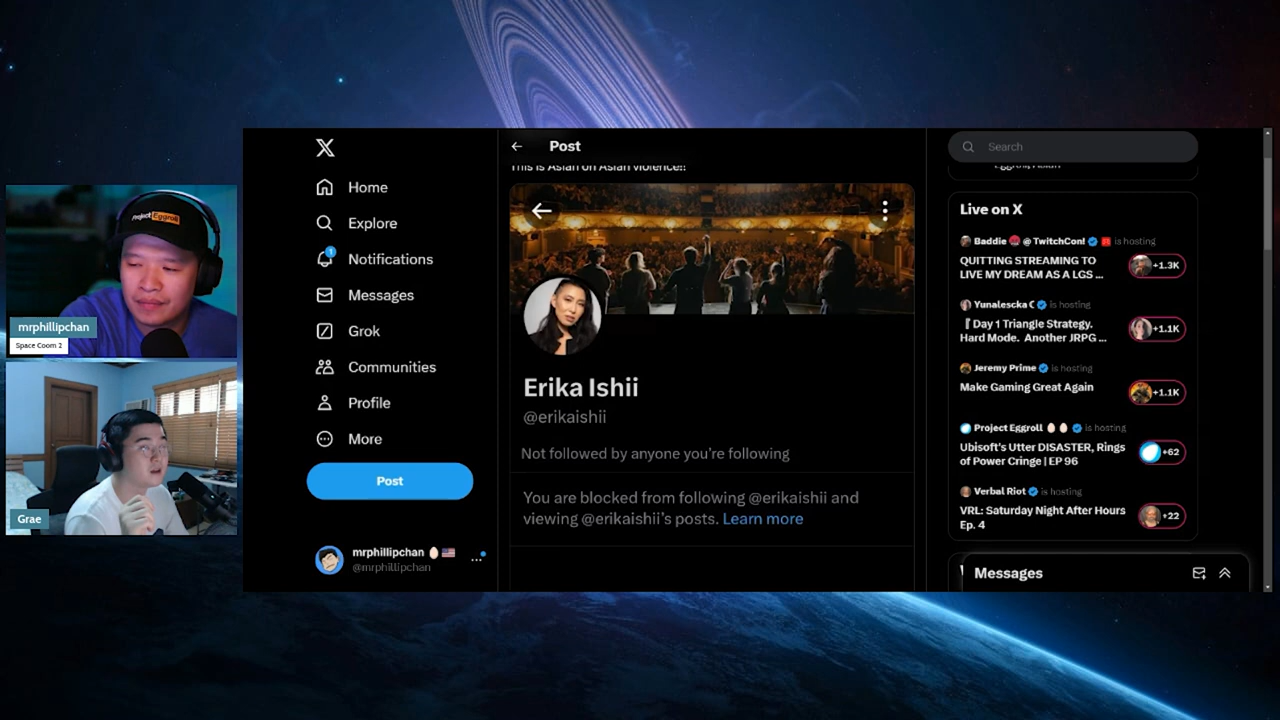 Project Eggroll
mrphillipchan
Space Coom 2
Grae
X
Home
Explore
1
Notifications
Messages
Grok
Communities
Profile
More
Post
mrphillipchan
@mrphillipchan
Post
This is Asian on Asian violence!!
Erika Ishii
@erikaishii
Not followed by anyone you're following
You are blocked from following @erikaishii and
viewing @erikaishii's posts. Learn more
Search
Live on X
Baddie @ TwitchCon! is hosting
QUITTING STREAMING TO
LIVE MY DREAM AS A LGS ...
+1.3K
Yunalescka is hosting
Day 1 Triangle Strategy.
Hard Mode. Another JRPG ...
+1.1K
Jeremy Prime is hosting
Make Gaming Great Again
+1.1K
Project Eggroll is hosting
Ubisoft's Utter DISASTER, Rings
of Power Cringe | EP 96
+62
Verbal Riot is hosting
VRL: Saturday Night After Hours
Ep. 4
+22
Messages